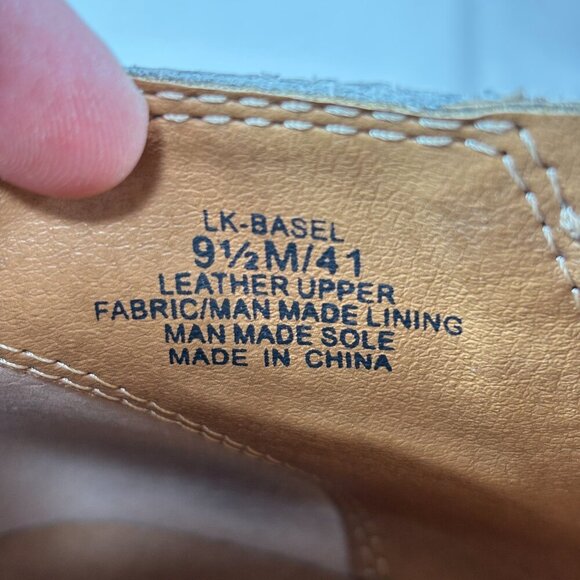 LK-BASEL
9½M/41
LEATHER UPPER
FABRIC/MAN MADE LINING
MAN MADE SOLE
MADE IN CHINA